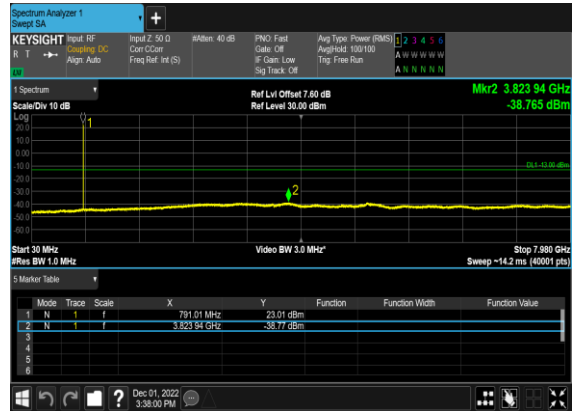 Spectrum Analyzer 1
Swept SA
+
KEYSIGHT Input: RF Input Z: 50 Ω #Atten: 40 dB PNO: Fast Avg Type: Power (RMS) 1 2 3 4 5 6
R T Coupling: DC Corr CCorr Gate: Off Avg|Hold: 100/100 A W W W W W
Align: Auto Freq Ref: Int (S) IF Gain: Low Trig: Free Run
LXI Sig Track: Off A N N N N N
1 Spectrum Ref Lvl Offset 7.60 dB Mkr2 3.823 94 GHz
Scale/Div 10 dB Ref Level 30.00 dBm -38.765 dBm
Log
20.0 1
10.0
0.00
-10.0 DL1 -13.00 dBm
-20.0
-30.0 2
-40.0
-50.0
-60.0
Start 30 MHz Video BW 3.0 MHz* Stop 7.980 GHz
#Res BW 1.0 MHz Sweep ~14.2 ms (40001 pts)
5 Marker Table
Mode Trace Scale X Y Function Function Width Function Value
1 N 1 f 791.01 MHz 23.01 dBm
2 N 1 f 3.823 94 GHz -38.77 dBm
3
4
5
6
? Dec 01, 2022
3:38:00 PM